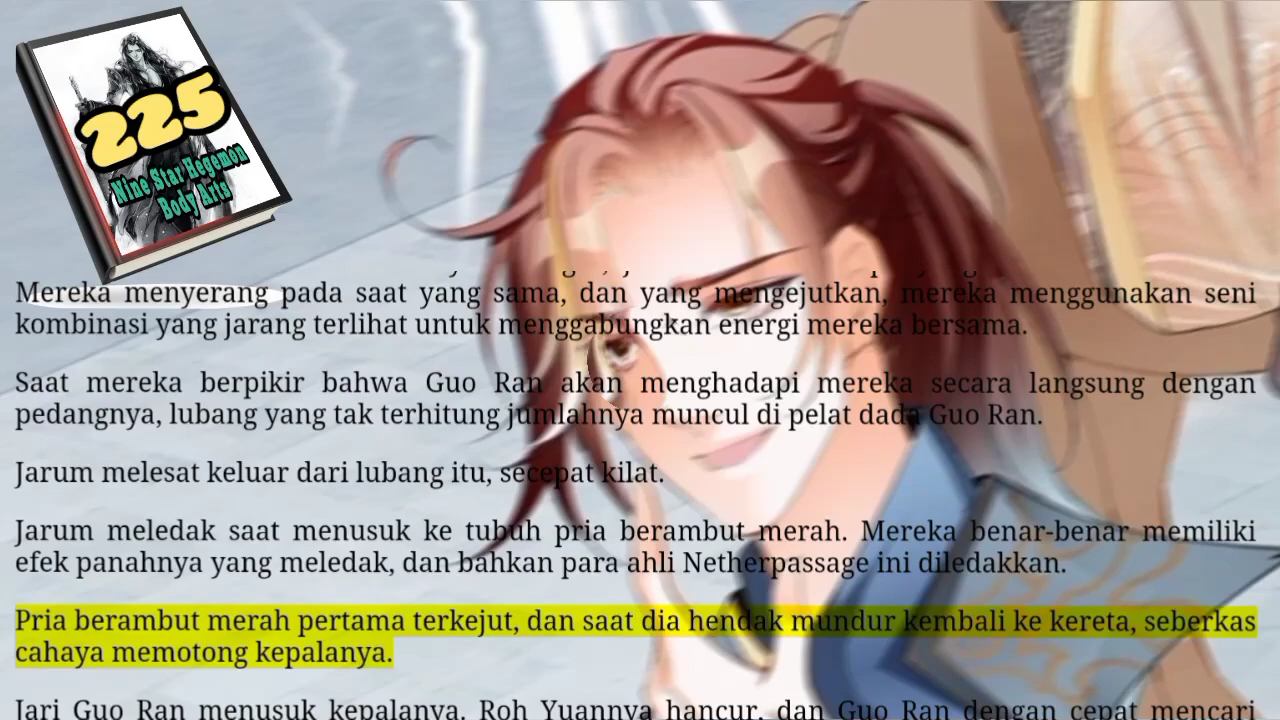 225
Nine Star Hegemon
Body Arts
Mereka menyerang pada saat yang sama, dan yang mengejutkan, mereka menggunakan seni
kombinasi yang jarang terlihat untuk menggabungkan energi mereka bersama.
Saat mereka berpikir bahwa Guo Ran akan menghadapi mereka secara langsung dengan
pedangnya, lubang yang tak terhitung jumlahnya muncul di pelat dada Guo Ran.
Jarum melesat keluar dari lubang itu, secepat kilat.
Jarum meledak saat menusuk ke tubuh pria berambut merah. Mereka benar-benar memiliki
efek panahnya yang meledak, dan bahkan para ahli Netherpassage ini diledakkan.
Pria berambut merah pertama terkejut, dan saat dia hendak mundur kembali ke kereta, seberkas
cahaya memotong kepalanya.
Jari Guo Ran menusuk kepalanya. Roh Yuannya hancur, dan Guo Ran dengan cepat mencari